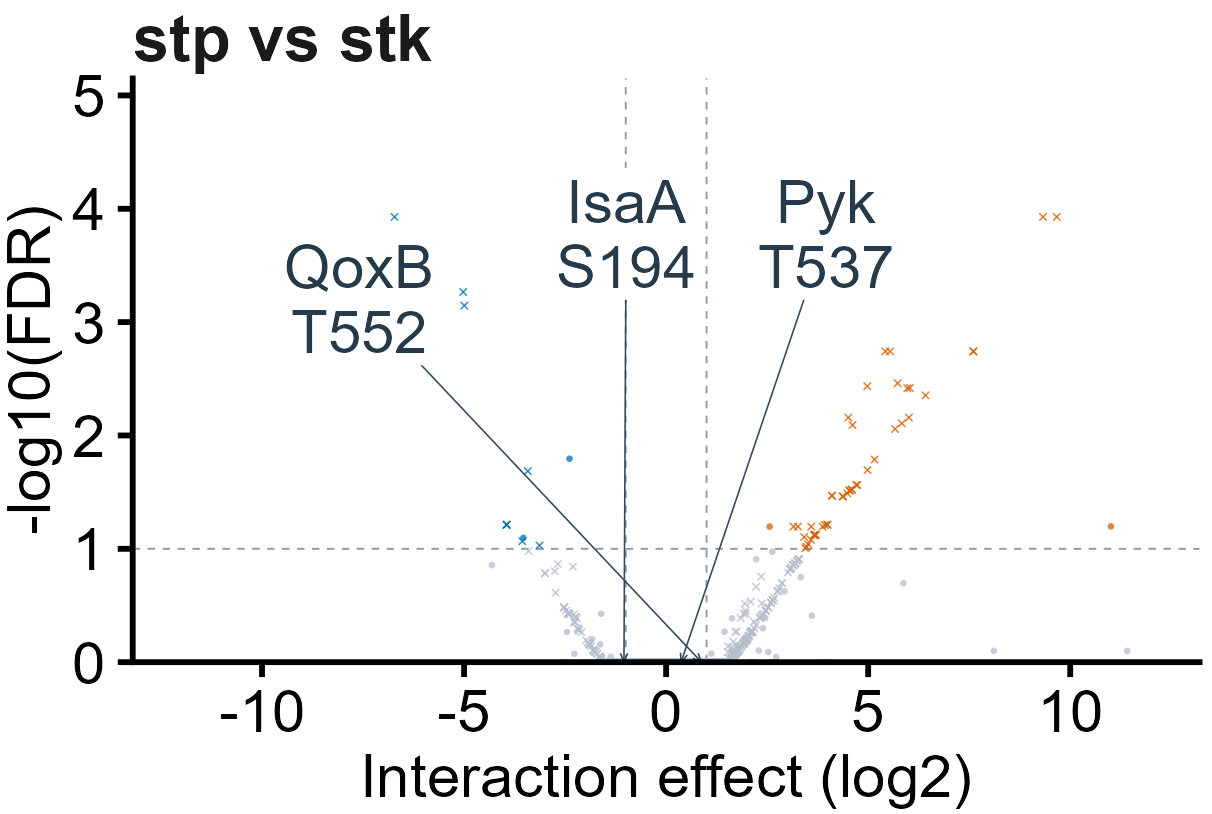 stp vs stk
-log10(FDR)
5
4
3
2
1
0
IsaA
S194
Pyk
T537
QoxB
T552
-10
-5
0
5
10
Interaction effect (log2)